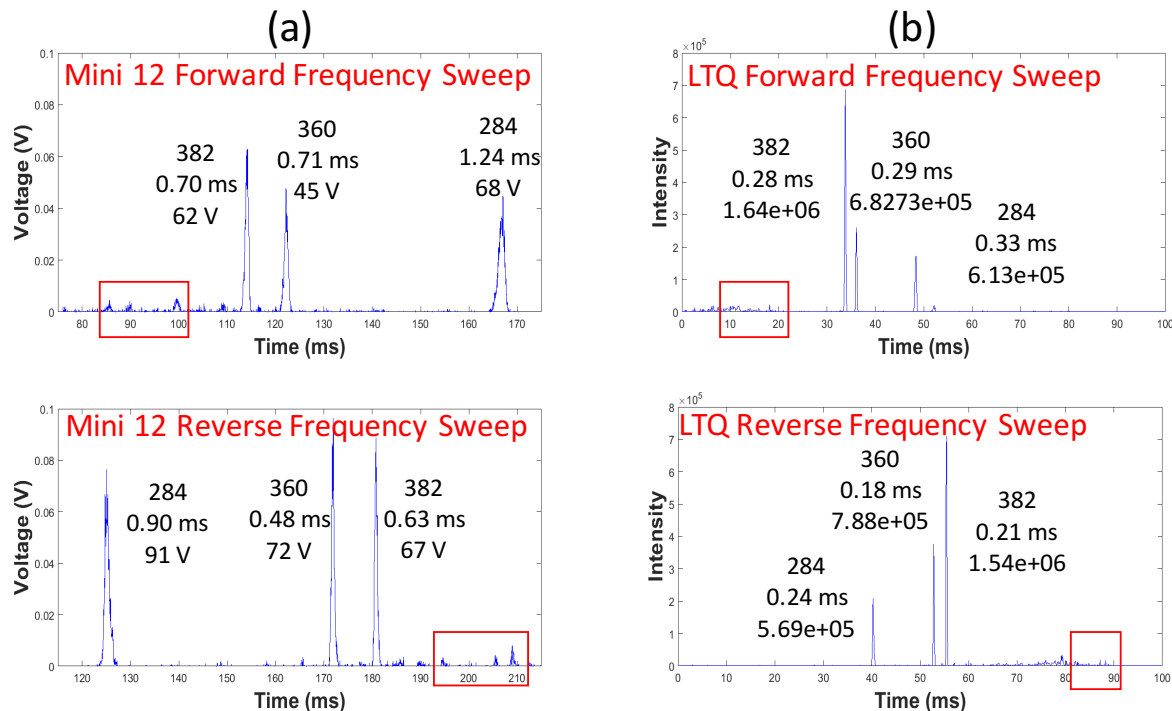 (a)
Mini 12 Forward Frequency Sweep
0.1
0.08
0.06
0.04
0.02
0
Voltage (V)
382
0.70 ms
62 V
360
0.71 ms
45 V
284
1.24 ms
68 V
80 90 100 110 120 130 140 150 160 170
Time (ms)
(b)
×10⁵
LTQ Forward Frequency Sweep
8
7
6
5
4
3
2
1
0
Intensity
382
0.28 ms
1.64e+06
360
0.29 ms
6.8273e+05
284
0.33 ms
6.13e+05
0 10 20 30 40 50 60 70 80 90 100
Time (ms)
Mini 12 Reverse Frequency Sweep
0.1
0.08
0.06
0.04
0.02
0
Voltage (V)
284
0.90 ms
91 V
360
0.48 ms
72 V
382
0.63 ms
67 V
120 130 140 150 160 170 180 190 200 210
Time (ms)
×10⁵
LTQ Reverse Frequency Sweep
8
7
6
5
4
3
2
1
0
Intensity
284
0.24 ms
5.69e+05
360
0.18 ms
7.88e+05
382
0.21 ms
1.54e+06
0 10 20 30 40 50 60 70 80 90 100
Time (ms)